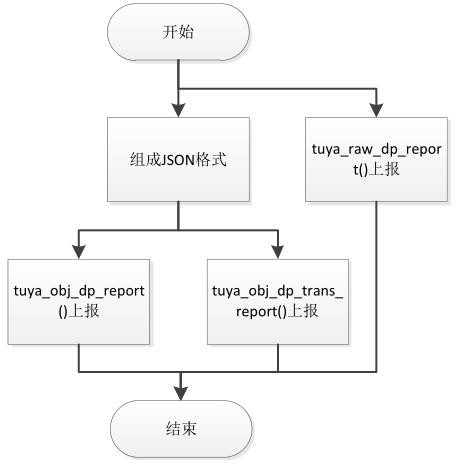 开始
组成JSON格式
tuya_raw_dp_repor
t()上报
tuya_obj_dp_report
()上报
tuya_obj_dp_trans_
report()上报
结束